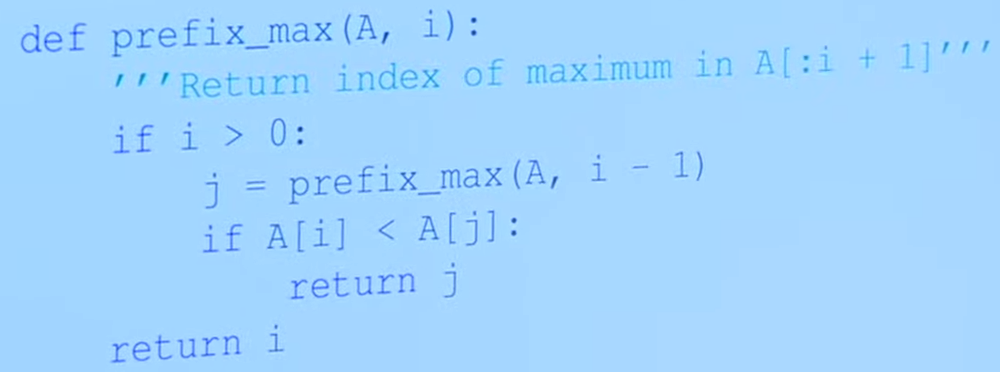 def prefix_max(A, i):
    '''Return index of maximum in A[:i + 1]'''
    if i > 0:
        j = prefix_max(A, i - 1)
        if A[i] < A[j]:
            return j
    return i